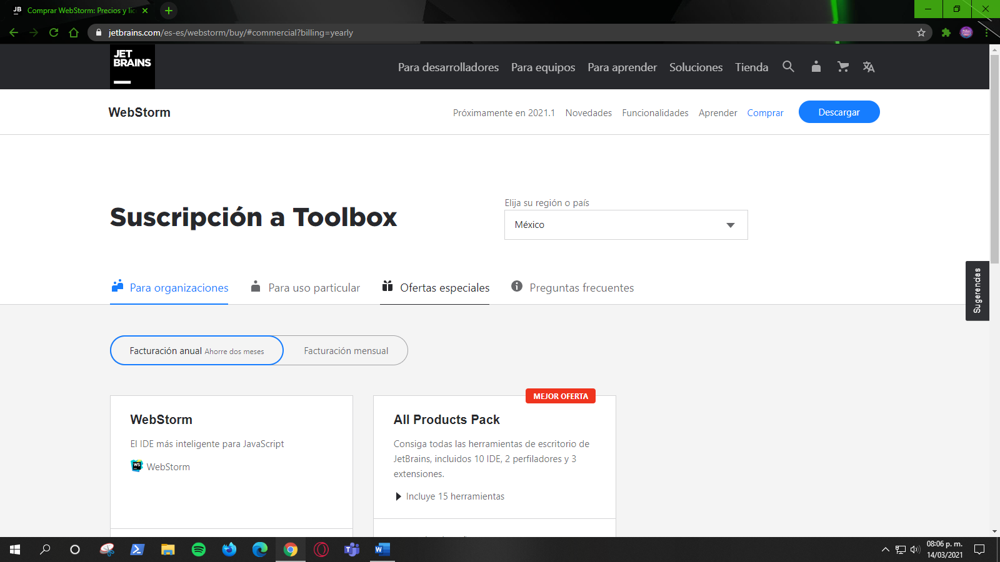 JB Comprar WebStorm: Precios y lic
jetbrains.com/es-es/webstorm/buy/#commercial?billing=yearly
JET
BRAINS
Para desarrolladores Para equipos Para aprender Soluciones Tienda
WebStorm
Próximamente en 2021.1 Novedades Funcionalidades Aprender Comprar Descargar
Suscripción a Toolbox
Elija su región o país
México
Para organizaciones Para uso particular Ofertas especiales Preguntas frecuentes
Sugerendas
Facturación anual Ahorre dos meses Facturación mensual
MEJOR OFERTA
WebStorm
El IDE más inteligente para JavaScript
WS WebStorm
All Products Pack
Consiga todas las herramientas de escritorio de
JetBrains, incluidos 10 IDE, 2 perfiladores y 3
extensiones.
Incluye 15 herramientas
08:06 p. m.
14/03/2021